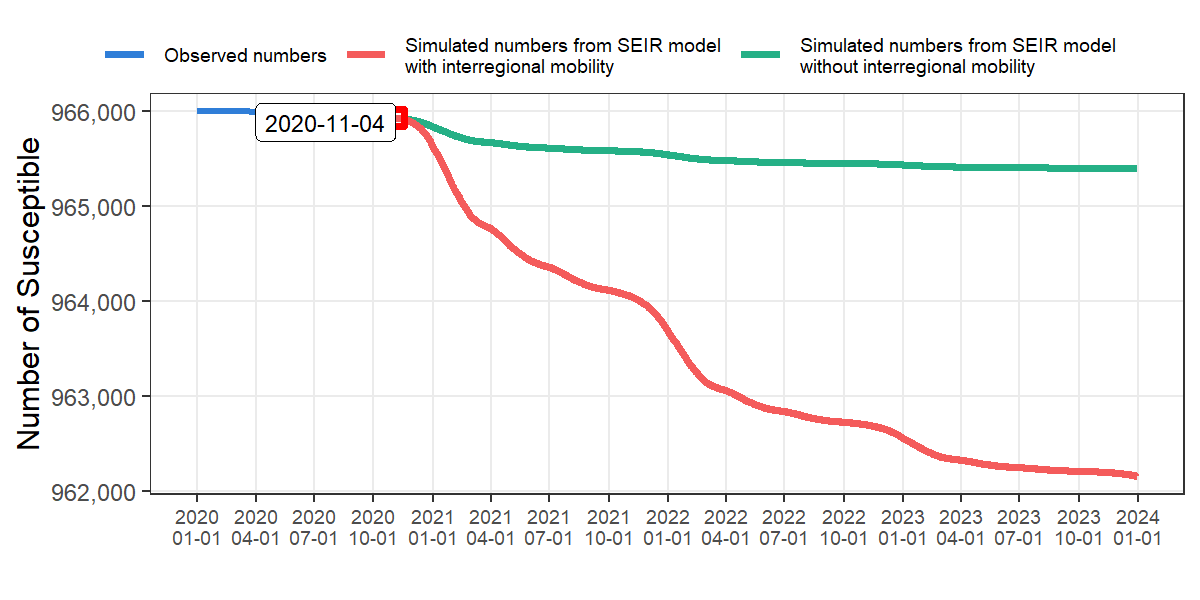 Observed numbers
Simulated numbers from SEIR model
with interregional mobility
Simulated numbers from SEIR model
without interregional mobility
Number of Susceptible
966,000
965,000
964,000
963,000
962,000
2020-11-04
2020 2020 2020 2020 2021 2021 2021 2021 2022 2022 2022 2022 2023 2023 2023 2023 2024
01-01 04-01 07-01 10-01 01-01 04-01 07-01 10-01 01-01 04-01 07-01 10-01 01-01 04-01 07-01 10-01 01-01